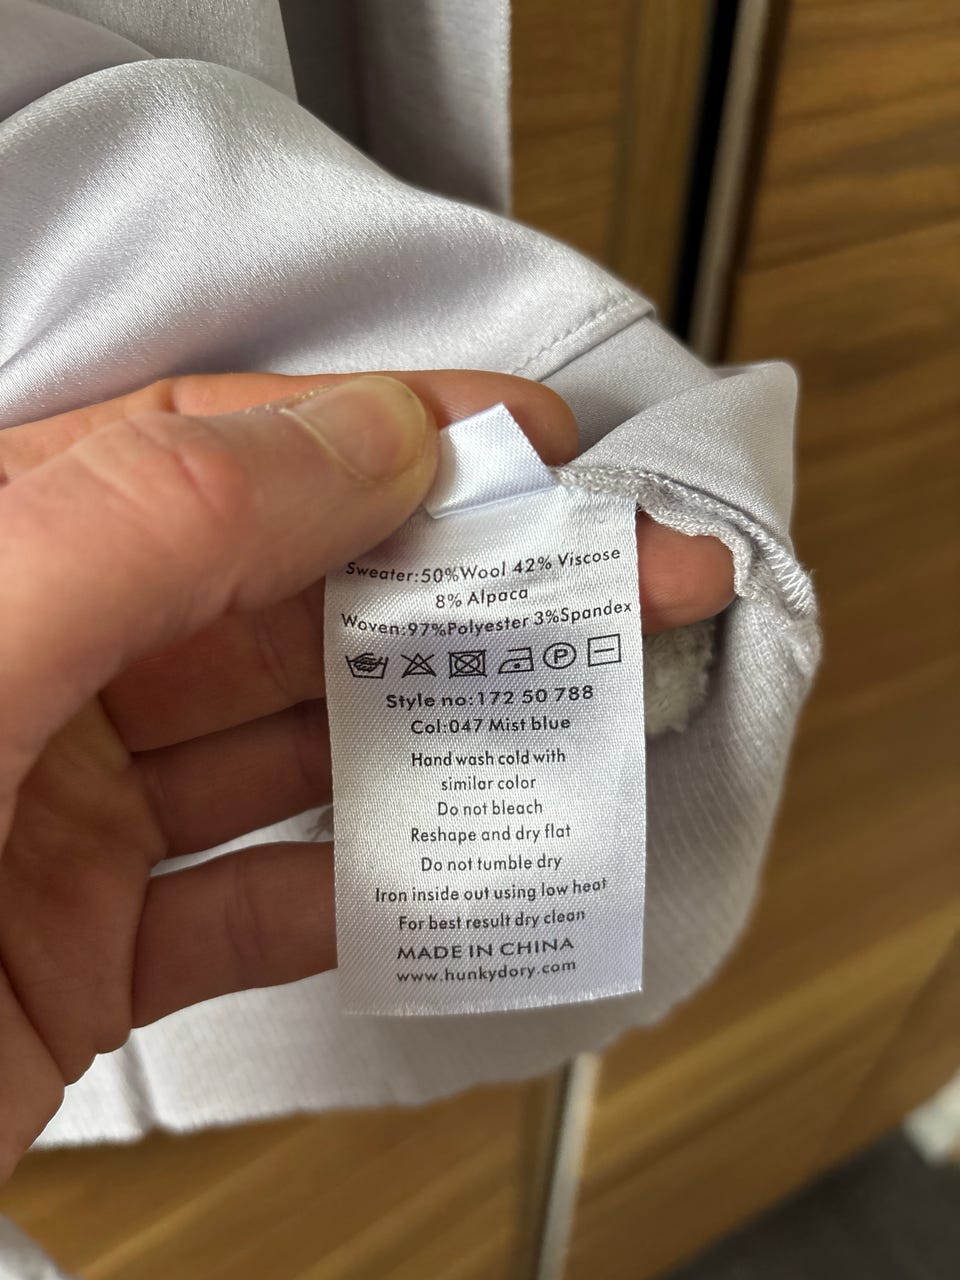 Sweater:50%Wool 42% Viscose
8% Alpaca
Woven:97%Polyester 3%Spandex
P
Style no:172 50 788
Col:047 Mist blue
Hand wash cold with
similar color
Do not bleach
Reshape and dry flat
Do not tumble dry
Iron inside out using low heat
For best result dry clean
MADE IN CHINA
www.hunkydory.com